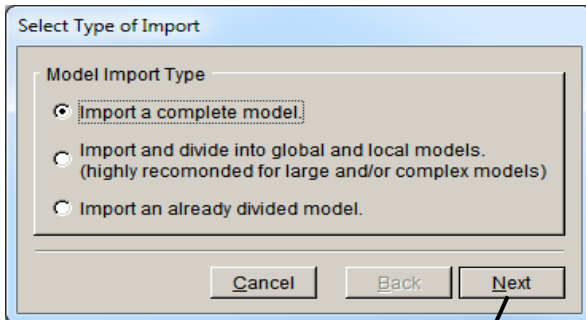 Select Type of Import
Model Import Type
Import a complete model.
Import and divide into global and local models.
(highly recomonded for large and/or complex models)
Import an already divided model.
Cancel Back Next